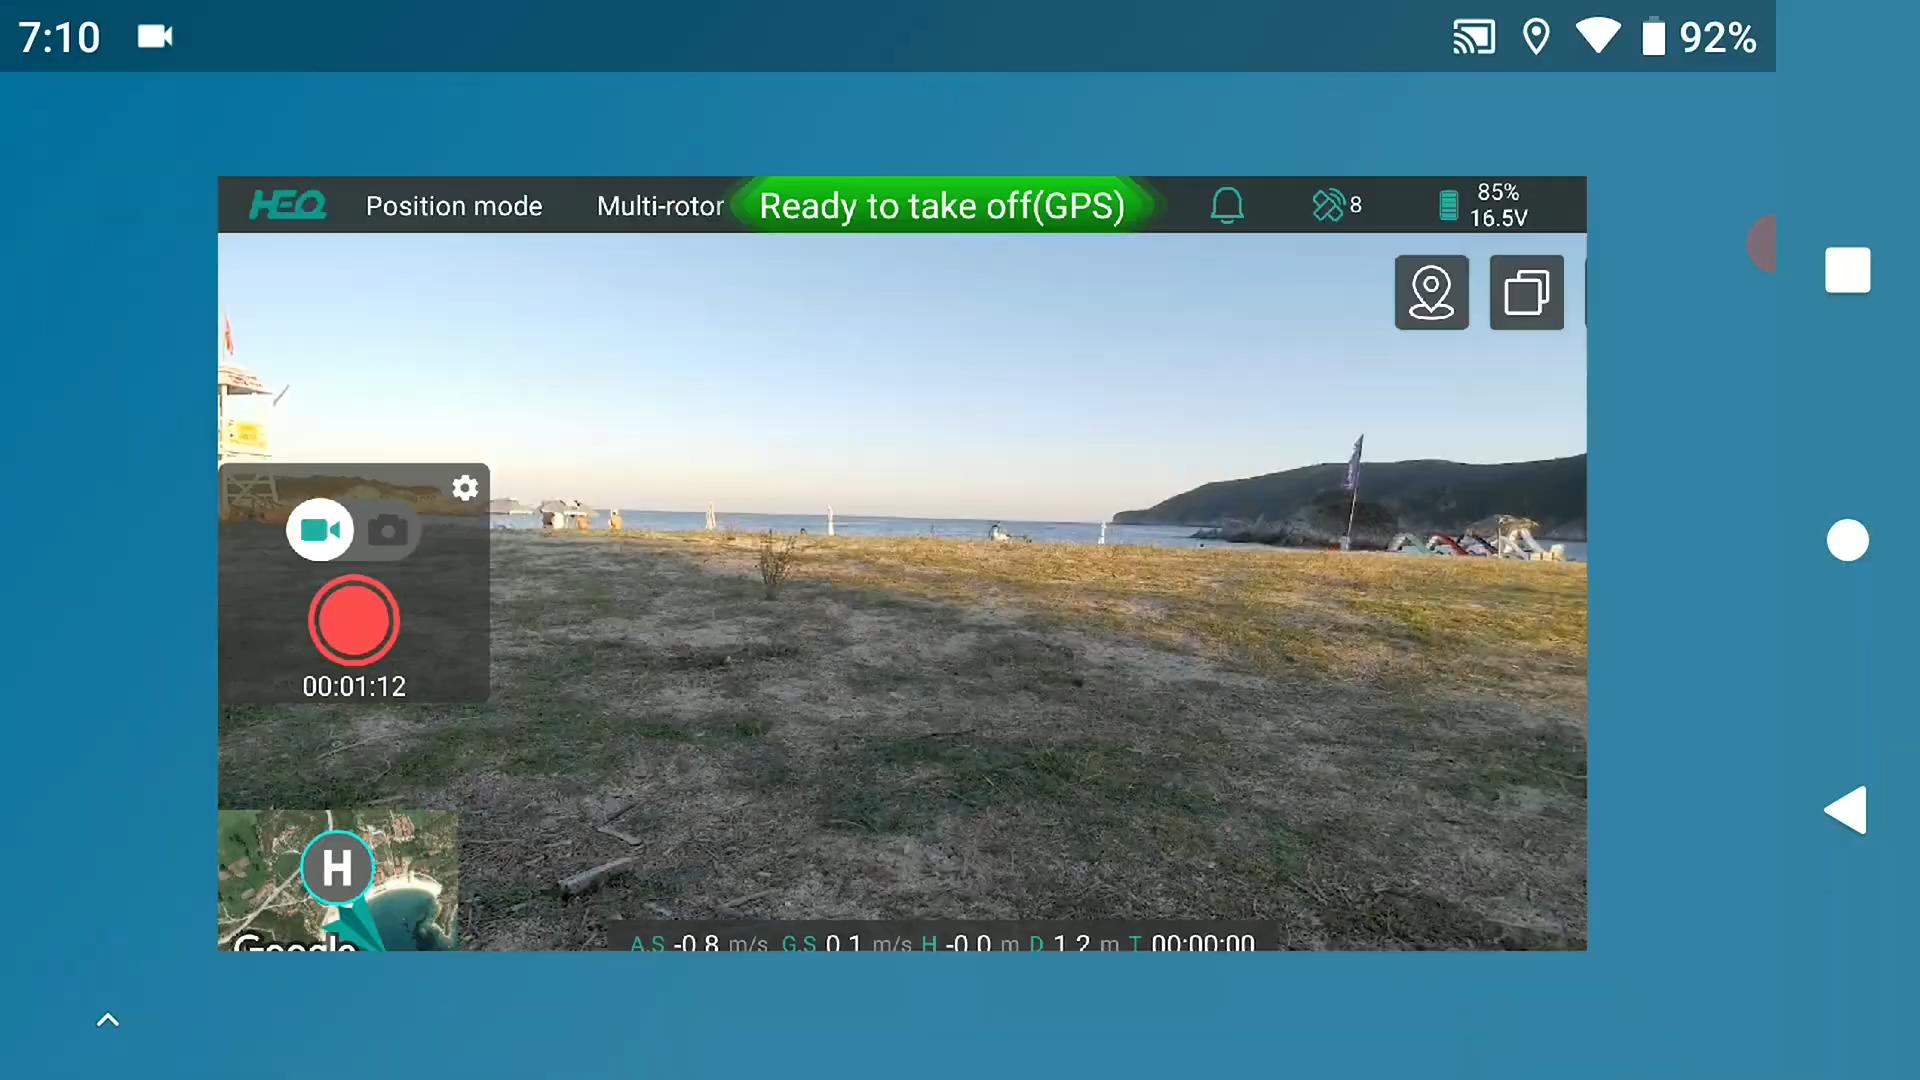 7:10
92%
HEQ
Position mode
Multi-rotor
Ready to take off(GPS)
8
85%
16.5V
00:01:12
H
Google
A.S -0.8 m/s G.S 0.1 m/s H -0.0 m D 1.2 m T 00:00:00